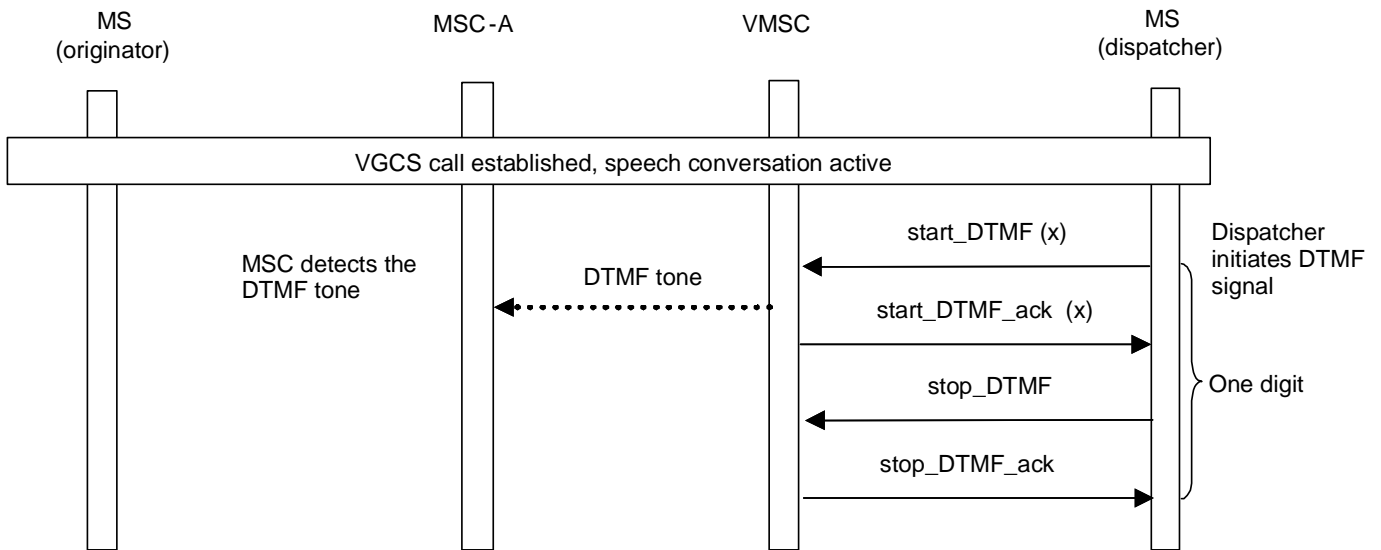 MS
(originator)
MSC-A
VMSC
MS
(dispatcher)
VGCS call established, speech conversation active
start_DTMF (x)
Dispatcher
initiates DTMF
signal
MSC detects the
DTMF tone
DTMF tone
start_DTMF_ack (x)
stop_DTMF
One digit
stop_DTMF_ack